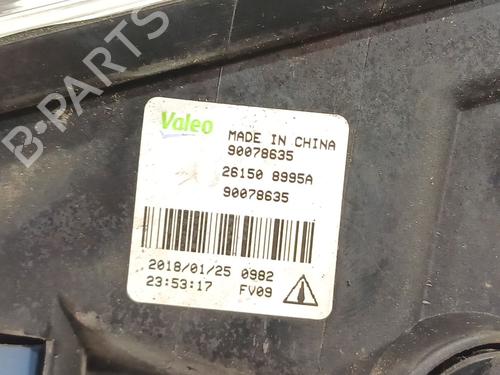 B-PARTS
Valeo
MADE IN CHINA
90078635
26150 8995A
90078635
2018/01/25 0982
23:53:17 FV09